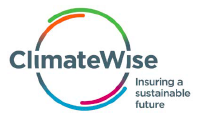 ClimateWise
Insuring a
sustainable
future